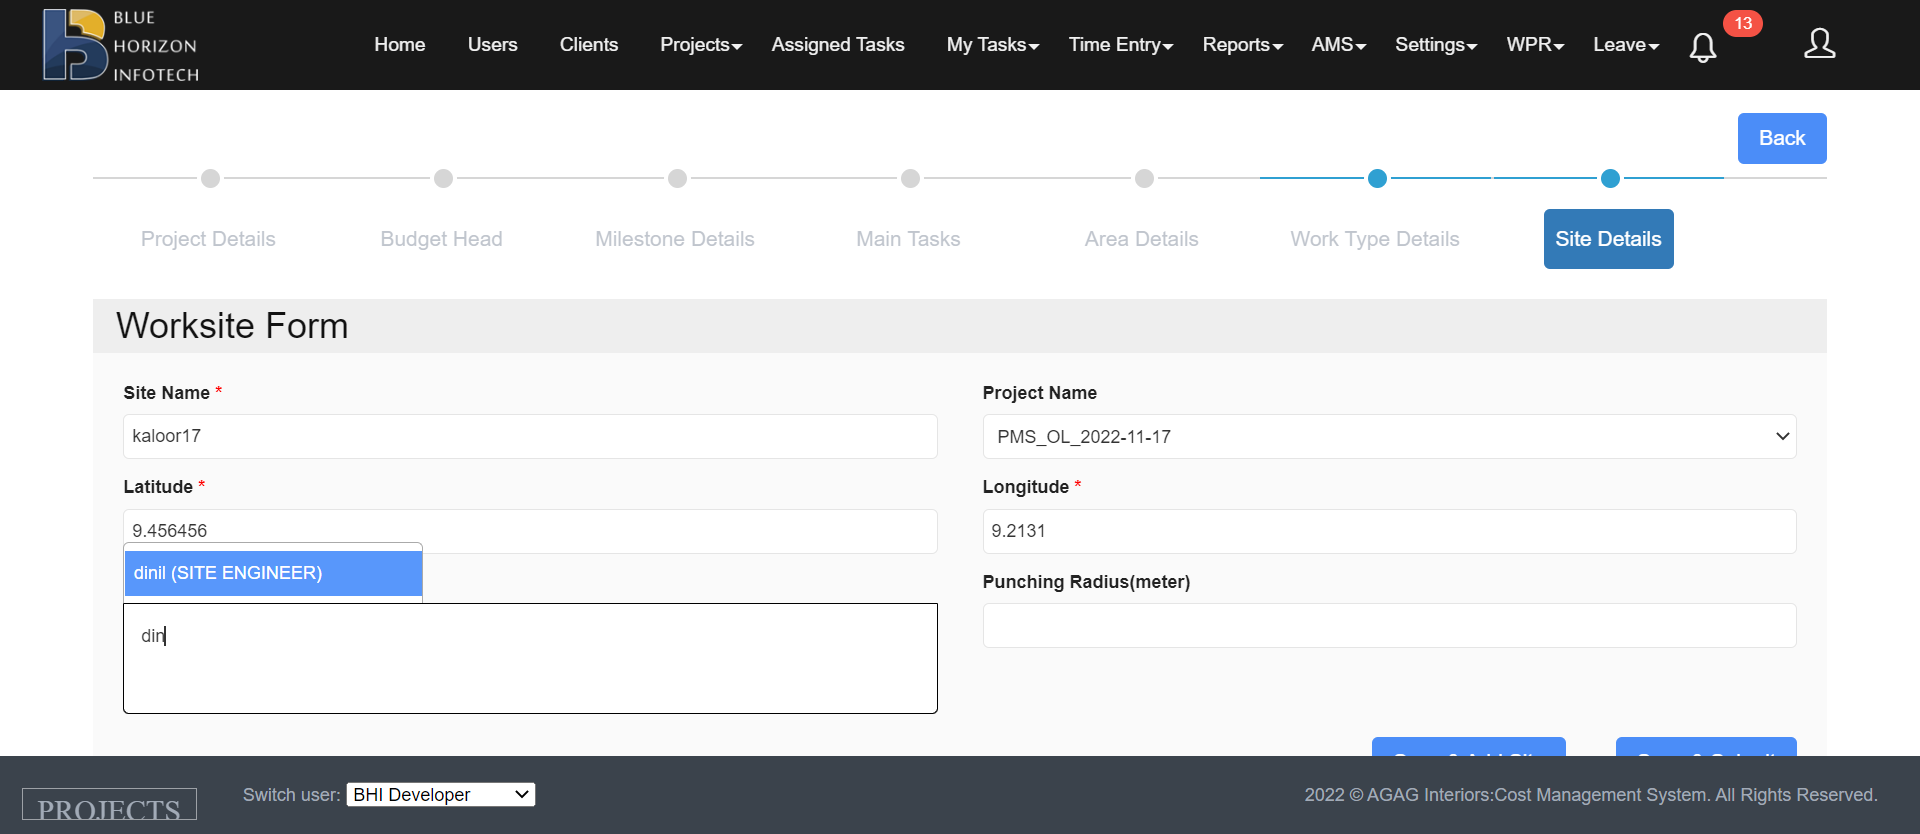 BLUE
HORIZON
INFOTECH
Home Users Clients Projects Assigned Tasks My Tasks Time Entry Reports AMS Settings WPR Leave 13
Back
Project Details Budget Head Milestone Details Main Tasks Area Details Work Type Details Site Details
Worksite Form
Site Name * Project Name
kaloor17 PMS_OL_2022-11-17
Latitude * Longitude *
9.456456 9.2131
dinil (SITE ENGINEER) Punching Radius(meter)
din
PROJECTS Switch user: BHI Developer 2022 © AGAG Interiors:Cost Management System. All Rights Reserved.